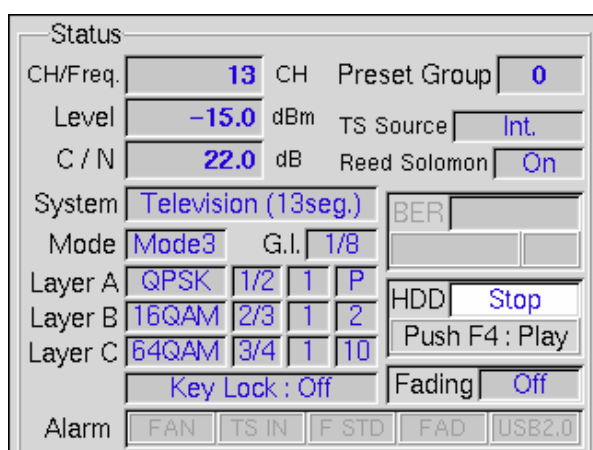 Status
CH/Freq. 13 CH Preset Group 0
Level -15.0 dBm TS Source Int.
C / N 22.0 dB Reed Solomon On
System Television (13seg.) BER
Mode Mode3 G.I. 1/8
Layer A QPSK 1/2 1 P
HDD Stop
Layer B 16QAM 2/3 1 2
Push F4 : Play
Layer C 64QAM 3/4 1 10
Key Lock : Off Fading Off
Alarm FAN TS IN F STD FAD USB2.0